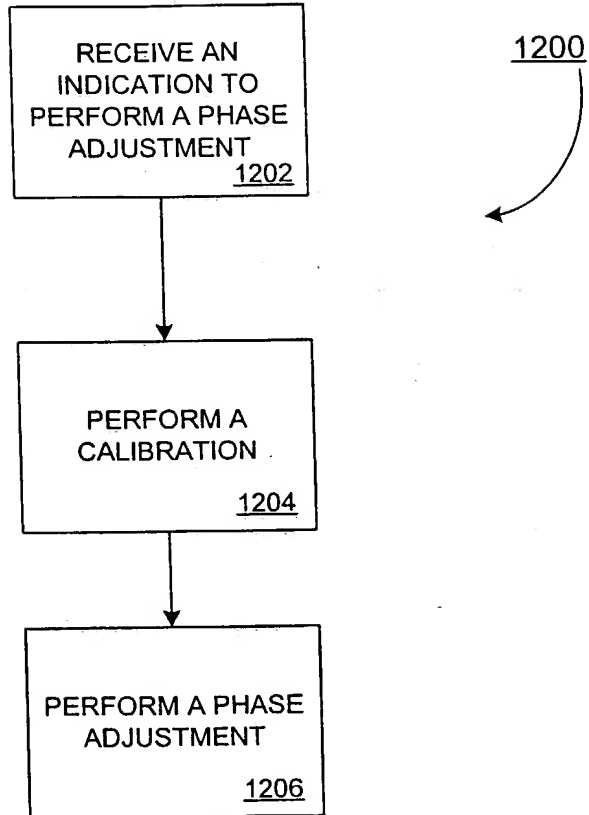 RECEIVE AN
INDICATION TO
PERFORM A PHASE
ADJUSTMENT
1202
1200
PERFORM A
CALIBRATION
1204
PERFORM A PHASE
ADJUSTMENT
1206